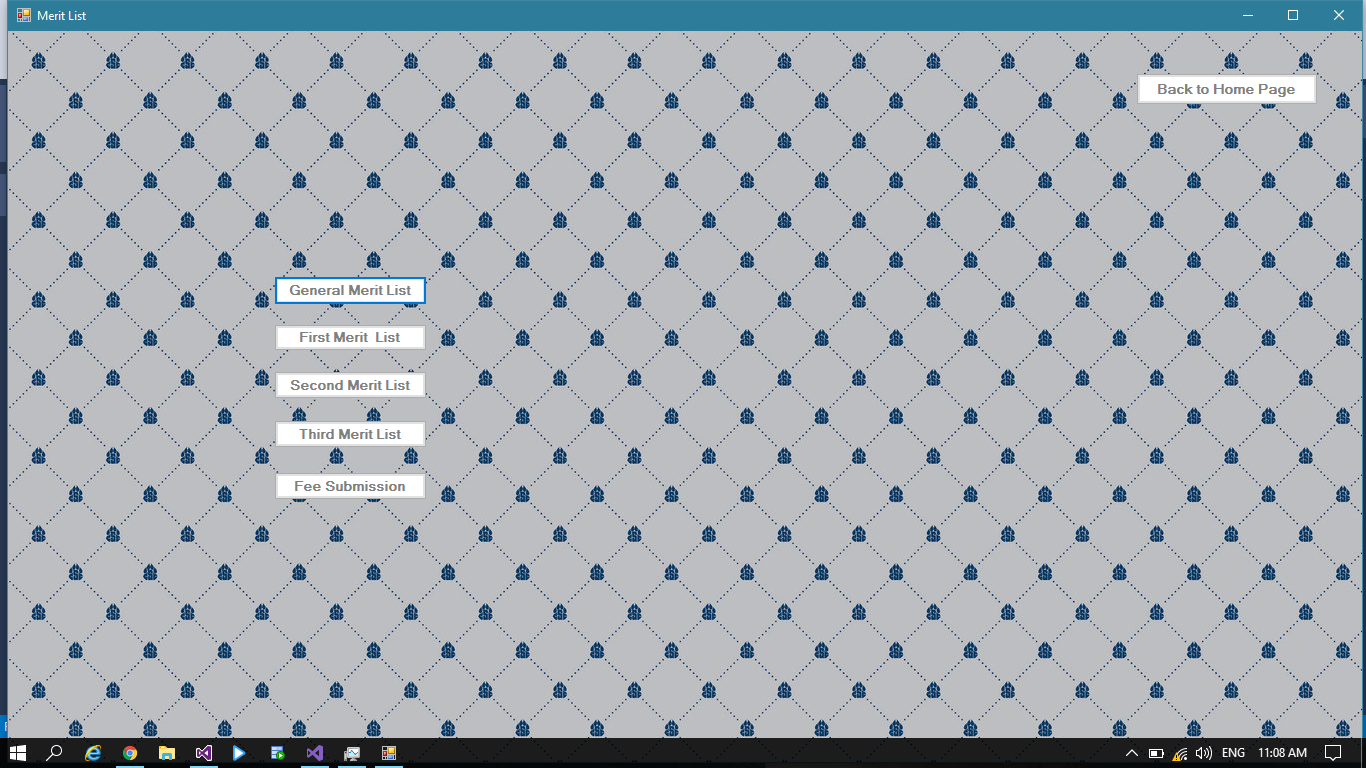 Merit List
Back to Home Page
General Merit List
First Merit  List
Second Merit List
Third Merit List
Fee Submission
ENG
11:08 AM